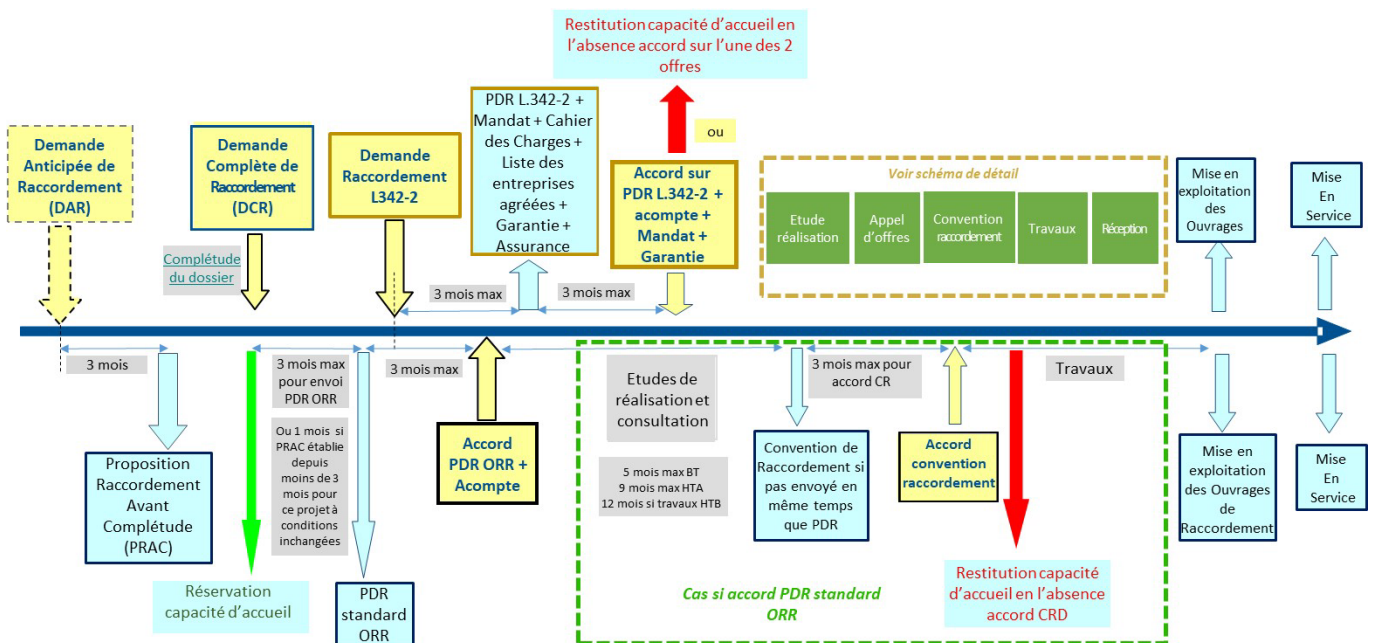 Restitution capacité d'accueil en
l'absence accord sur l'une des 2
offres
PDR L.342-2 +
Mandat + Cahier
des Charges +
Liste des
entreprises
agréées +
Garantie +
Assurance
ou
Demande
Anticipée de
Raccordement
(DAR)
Demande
Complète de
Raccordement
(DCR)
Demande
Raccordement
L342-2
Accord sur
PDR L.342-2 +
acompte +
Mandat +
Garantie
Voir schéma de détail
Etude
réalisation
Appel
d'offres
Convention
raccordement
Travaux
Réception
Mise en
exploitation
des
Ouvrages
Mise
En
Service
Complétude
du dossier
3 mois max
3 mois max
3 mois
3 mois max
pour envoi
PDR ORR
3 mois max
Ou 1 mois si
PRAC établie
depuis
moins de 3
mois pour
ce projet à
conditions
inchangées
Etudes de
réalisation et
consultation
3 mois max pour
accord CR
Travaux
Proposition
Raccordement
Avant
Complétude
(PRAC)
Accord
PDR ORR +
Acompte
5 mois max BT
9 mois max HTA
12 mois si travaux HTB
Convention de
Raccordement si
pas envoyé en
même temps
que PDR
Accord
convention
raccordement
Mise en
exploitation
des Ouvrages
de
Raccordement
Mise
En
Service
Réservation
capacité d'accueil
PDR
standard
ORR
Cas si accord PDR standard
ORR
Restitution capacité
d'accueil en l'absence
accord CRD